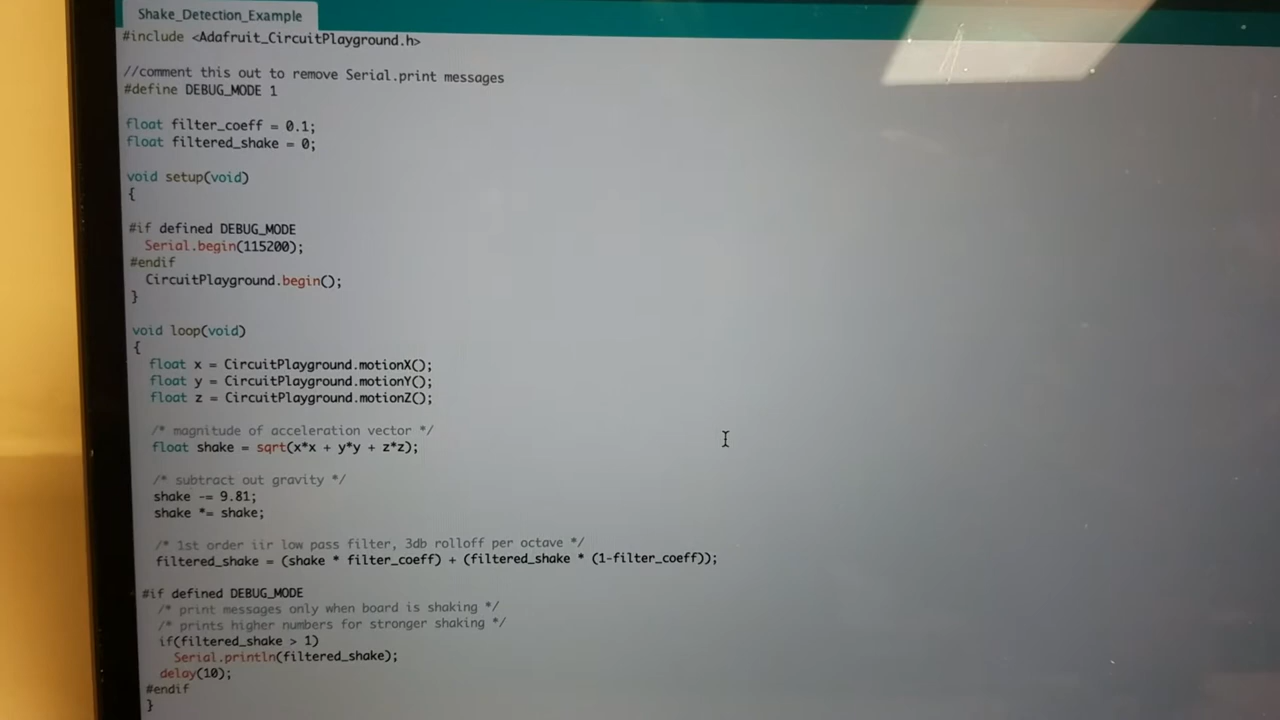 Shake_Detection_Example
#include <Adafruit_CircuitPlayground.h>
//comment this out to remove Serial.print messages
#define DEBUG_MODE 1
float filter_coeff = 0.1;
float filtered_shake = 0;
void setup(void)
{
#if defined DEBUG_MODE
Serial.begin(115200);
#endif
CircuitPlayground.begin();
}
void loop(void)
{
float x = CircuitPlayground.motionX();
float y = CircuitPlayground.motionY();
float z = CircuitPlayground.motionZ();
/* magnitude of acceleration vector */
float shake = sqrt(x*x + y*y + z*z);
/* subtract out gravity */
shake -= 9.81;
shake *= shake;
/* 1st order iir low pass filter, 3db rolloff per octave */
filtered_shake = (shake * filter_coeff) + (filtered_shake * (1-filter_coeff));
#if defined DEBUG_MODE
/* print messages only when board is shaking */
/* prints higher numbers for stronger shaking */
if(filtered_shake > 1)
Serial.println(filtered_shake);
delay(10);
#endif
}